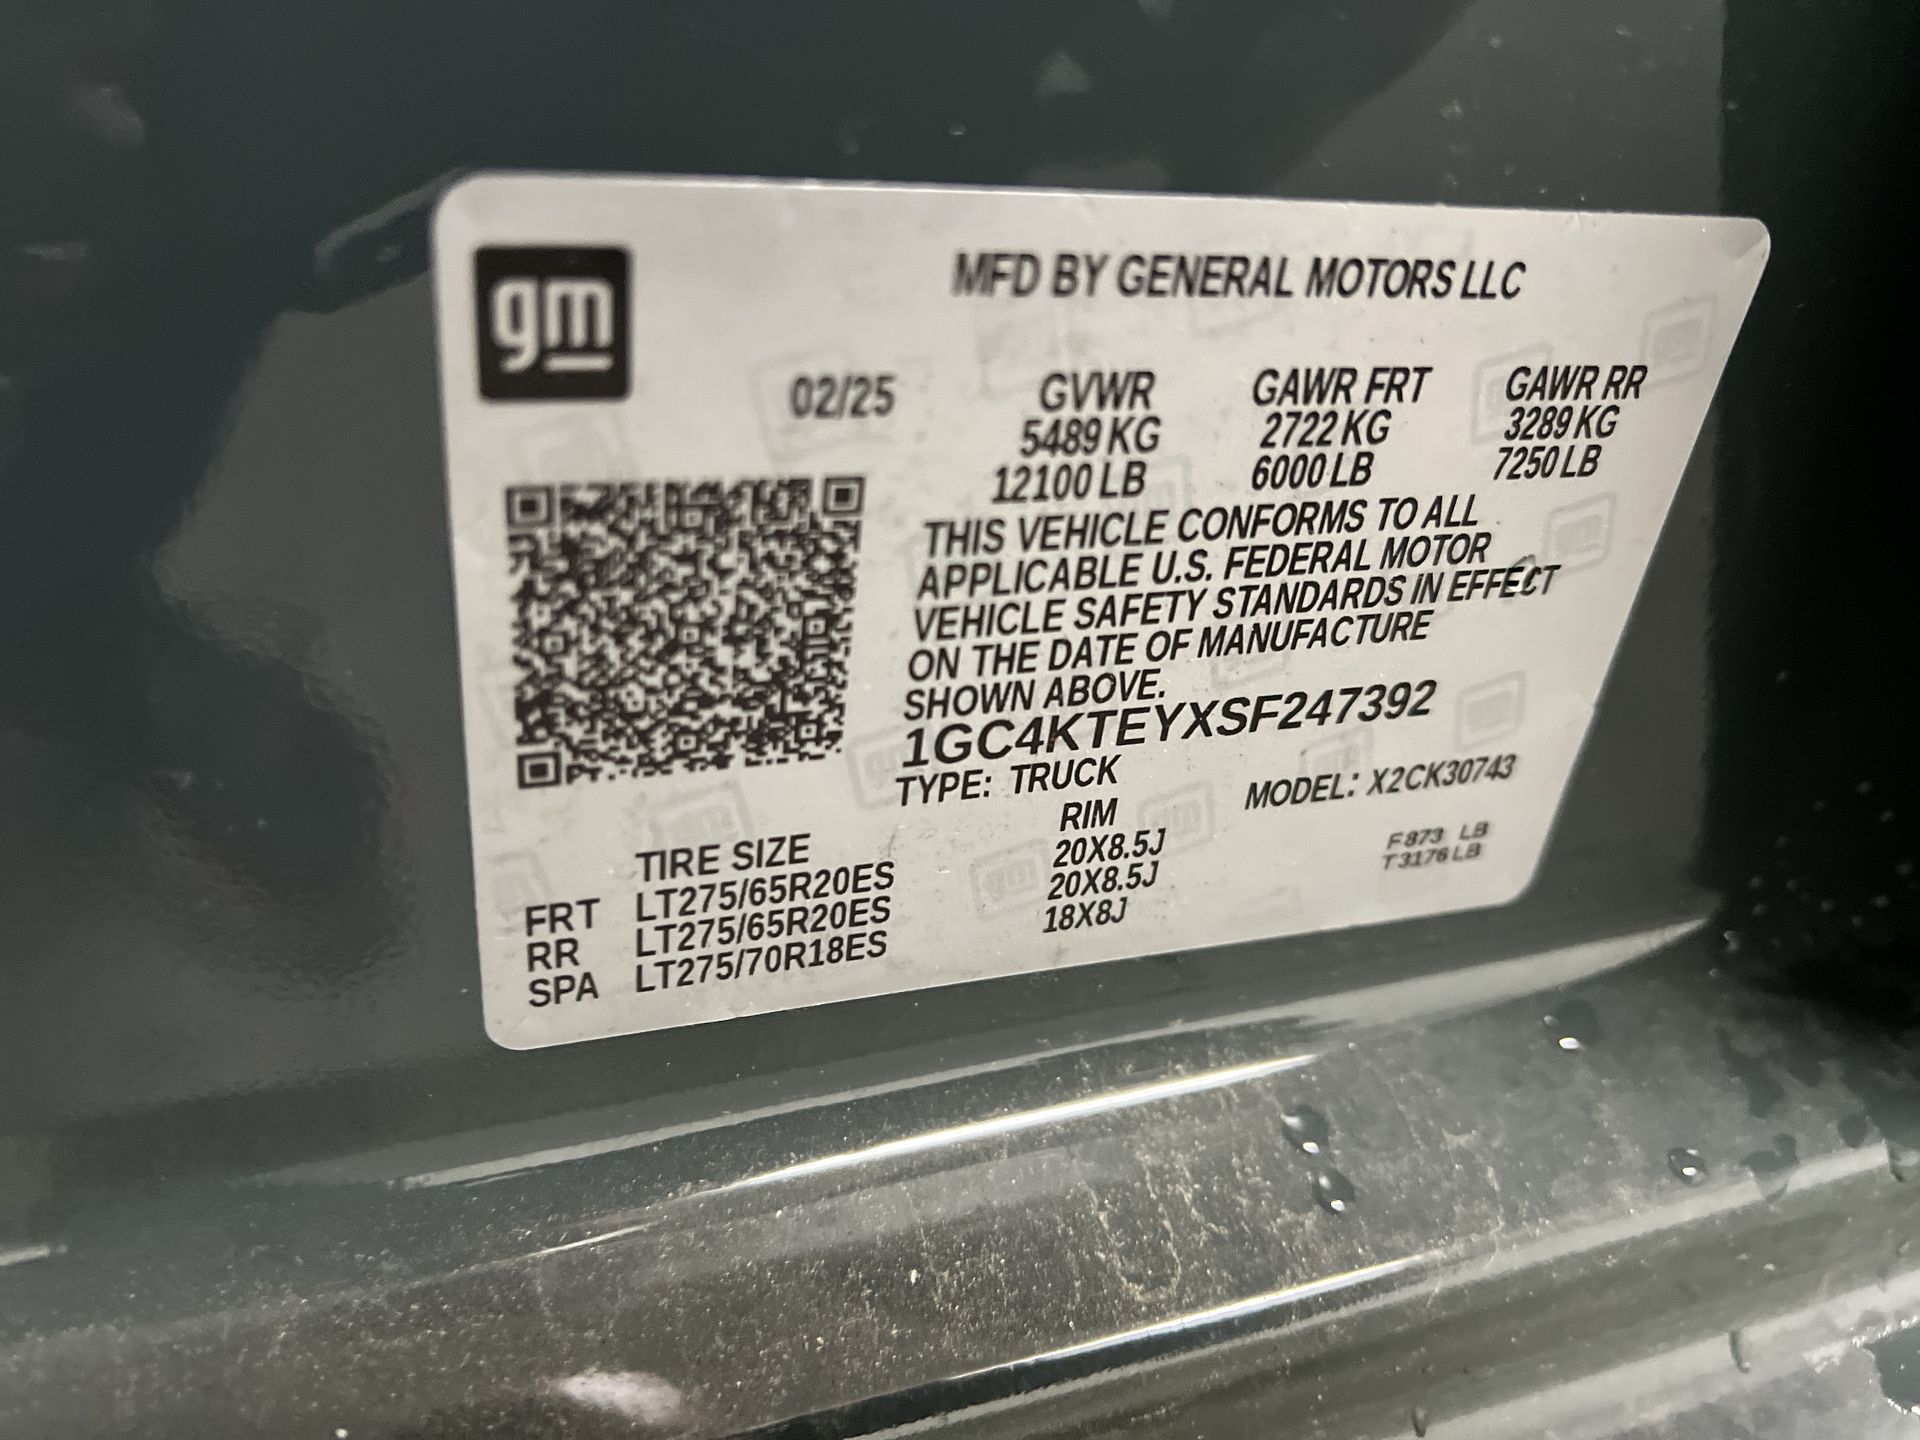 gm
MFD BY GENERAL MOTORS LLC
02/25 GVWR GAWR FRT GAWR RR
5489 KG 2722 KG 3289 KG
12100 LB 6000 LB 7250 LB
THIS VEHICLE CONFORMS TO ALL
APPLICABLE U.S. FEDERAL MOTOR
VEHICLE SAFETY STANDARDS IN EFFECT
ON THE DATE OF MANUFACTURE
SHOWN ABOVE.
1GC4KTEYXSF247392
TYPE: TRUCK MODEL: X2CK30743
TIRE SIZE RIM
FRT LT275/65R20ES 20X8.5J
RR LT275/65R20ES 20X8.5J
SPA LT275/70R18ES 18X8J
F 873 LB
T 3176 LB